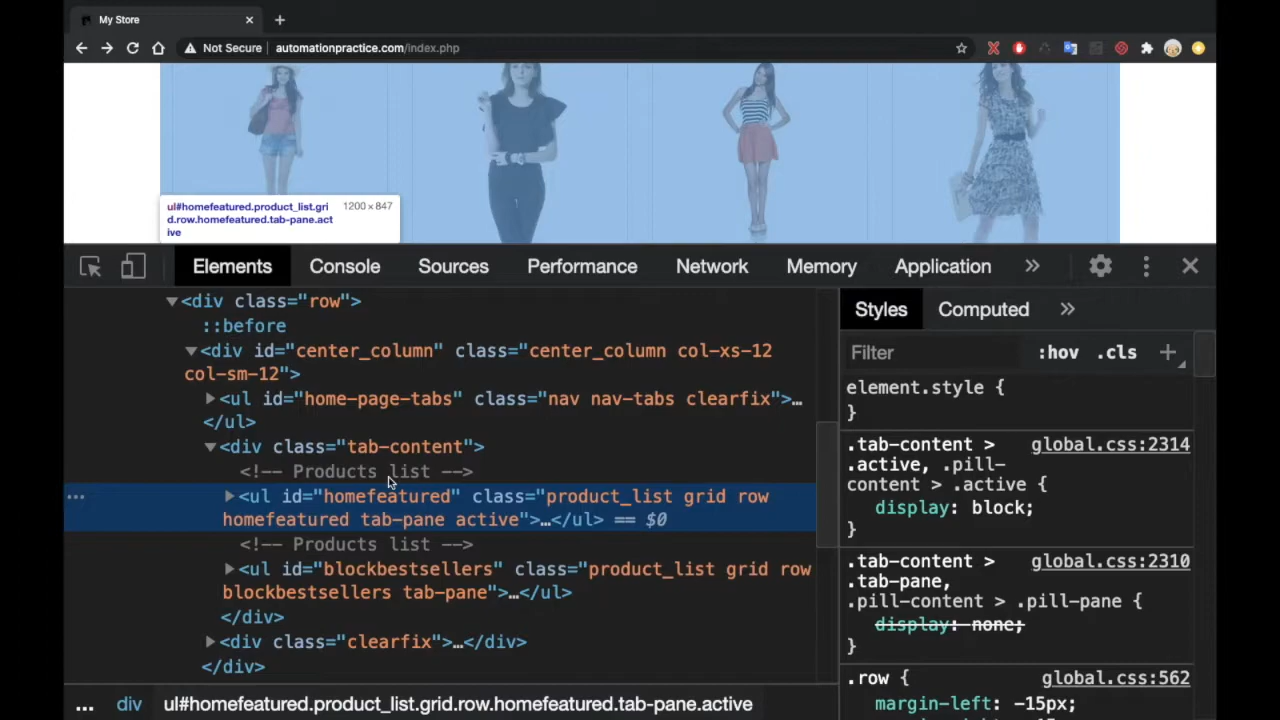 My Store
Not Secure automationpractice.com/index.php
ul#homefeatured.product_list.gri 1200 × 847
d.row.homefeatured.tab-pane.act
ive
Elements Console Sources Performance Network Memory Application
<div class="row">
::before
<div id="center_column" class="center_column col-xs-12
col-sm-12">
<ul id="home-page-tabs" class="nav nav-tabs clearfix">…
</ul>
<div class="tab-content">
<!-- Products list -->
<ul id="homefeatured" class="product_list grid row
homefeatured tab-pane active">…</ul> == $0
<!-- Products list -->
<ul id="blockbestsellers" class="product_list grid row
blockbestsellers tab-pane">…</ul>
</div>
<div class="clearfix">…</div>
</div>
... div ul#homefeatured.product_list.grid.row.homefeatured.tab-pane.active
Styles Computed
Filter :hov .cls
element.style {
}
.tab-content > global.css:2314
.active, .pill-
content > .active {
display: block;
}
.tab-content > global.css:2310
.tab-pane,
.pill-content > .pill-pane {
display: none;
}
.row { global.css:562
margin-left: -15px;